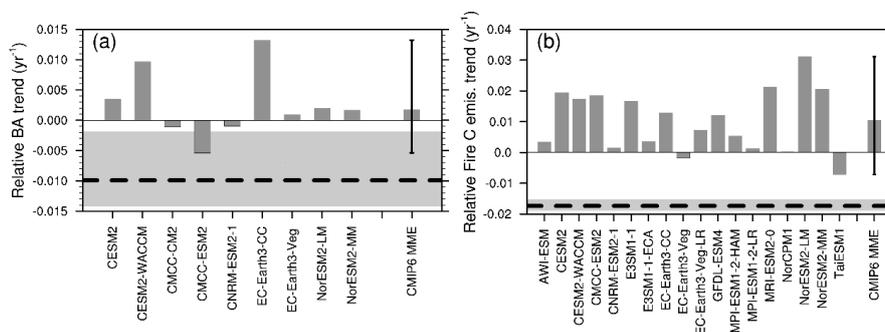 (a)
Relative BA trend (yr-1)
0.015
0.010
0.005
0.000
-0.005
-0.010
-0.015
CESM2
CESM2-WACCM
CMCC-CM2
CMCC-ESM2
CNRM-ESM2-1
EC-Earth3-CC
EC-Earth3-Veg
NorESM2-LM
NorESM2-MM
CMIP6 MME
(b)
Relative Fire C emis. trend (yr-1)
0.04
0.03
0.02
0.01
0.00
-0.01
-0.02
AWI-ESM
CESM2
CESM2-WACCM
CMCC-ESM2
CNRM-ESM2-1
E3SM1-1
E3SM1-1-ECA
EC-Earth3-CC
EC-Earth3-Veg
EC-Earth3-Veg-LR
GFDL-ESM4
MPI-ESM1-2-HAM
MPI-ESM1-2-LR
MRI-ESM2-0
NorCPM1
NorESM2-LM
NorESM2-MM
TaiESM1
CMIP6 MME